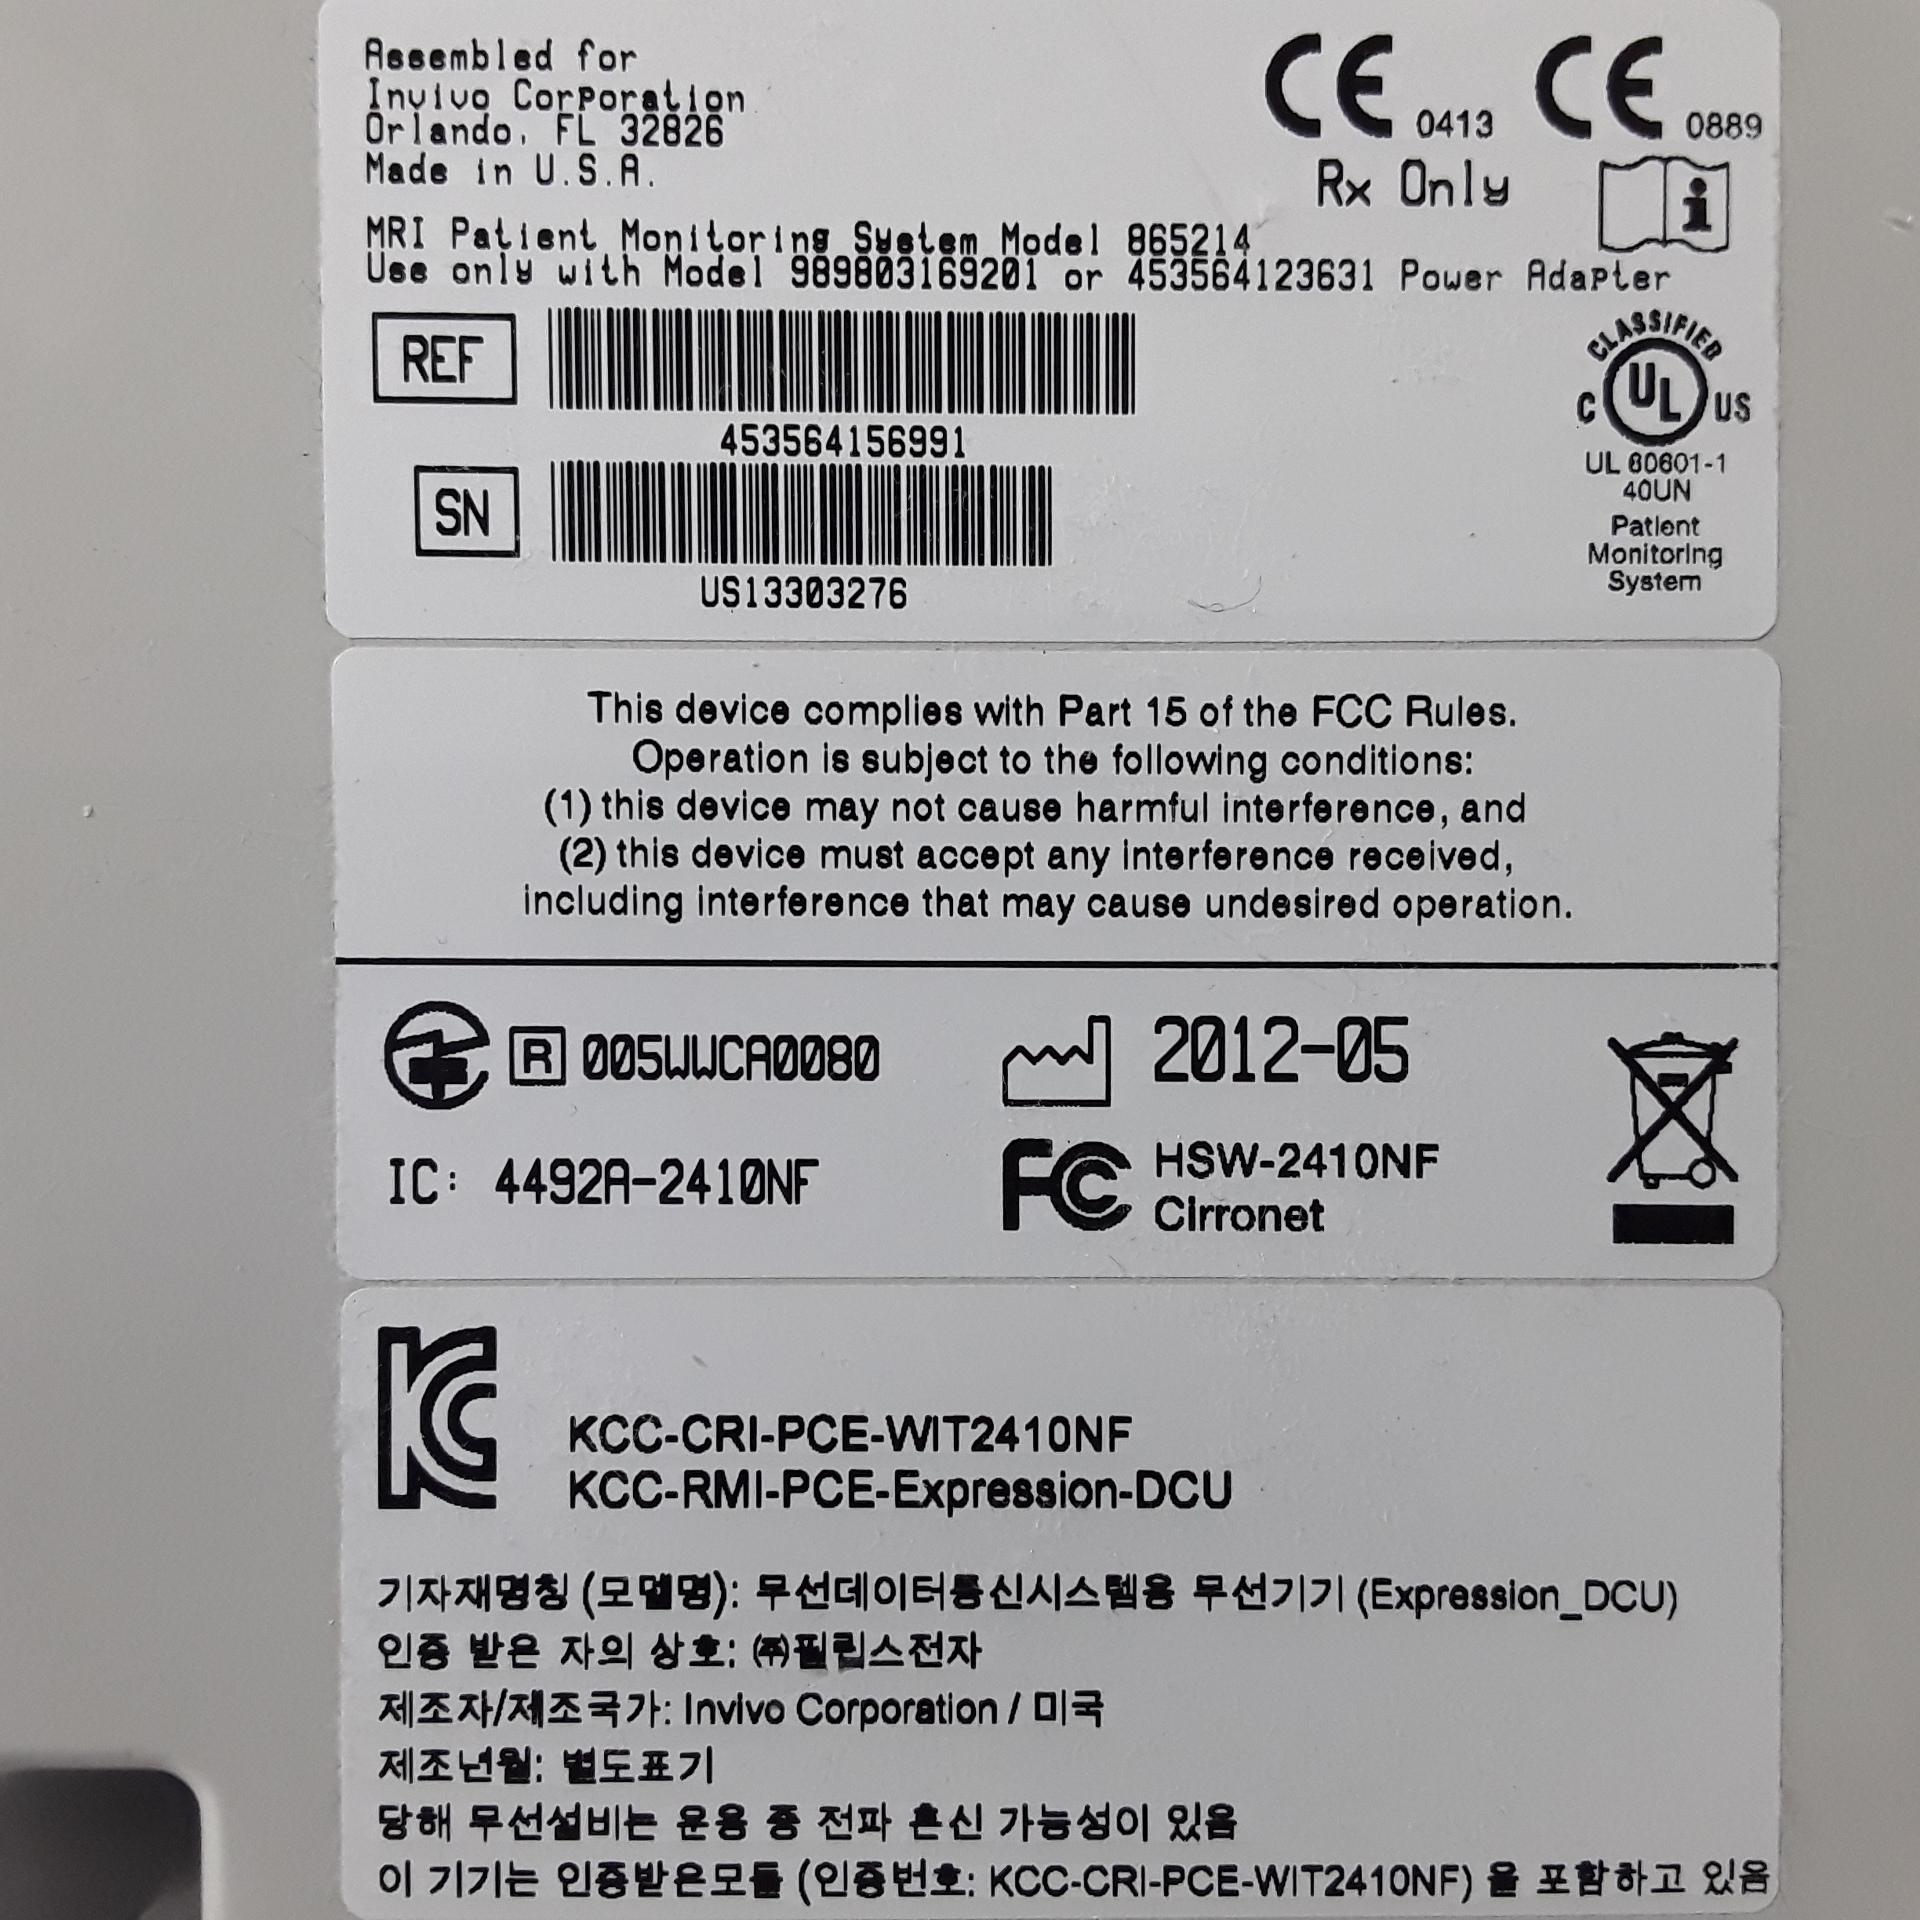 Assembled for
Invivo Corporation
Orlando, FL 32826
Made in U.S.A.
CE 0413 CE 0889
Rx Only
MRI Patient Monitoring System Model 865214
Use only with Model 989803169201 or 453564123631 Power Adapter
REF
453564156991
SN
US13303276
CLASSIFIED
C UL US
UL 60601-1
40UN
Patient
Monitoring
System
This device complies with Part 15 of the FCC Rules.
Operation is subject to the following conditions:
(1) this device may not cause harmful interference, and
(2) this device must accept any interference received,
including interference that may cause undesired operation.
R 005WWCA0080
2012-05
IC: 4492A-2410NF
FC HSW-2410NF
Cirronet
KC
KCC-CRI-PCE-WIT2410NF
KCC-RMI-PCE-Expression-DCU
기자재명칭 (모델명): 무선데이터통신시스템용 무선기기 (Expression_DCU)
인증 받은 자의 상호: ㈜필립스전자
제조자/제조국가: Invivo Corporation / 미국
제조년월: 별도표기
당해 무선설비는 운용 중 전파 혼신 가능성이 있음
이 기기는 인증받은모듈 (인증번호: KCC-CRI-PCE-WIT2410NF) 을 포함하고 있음